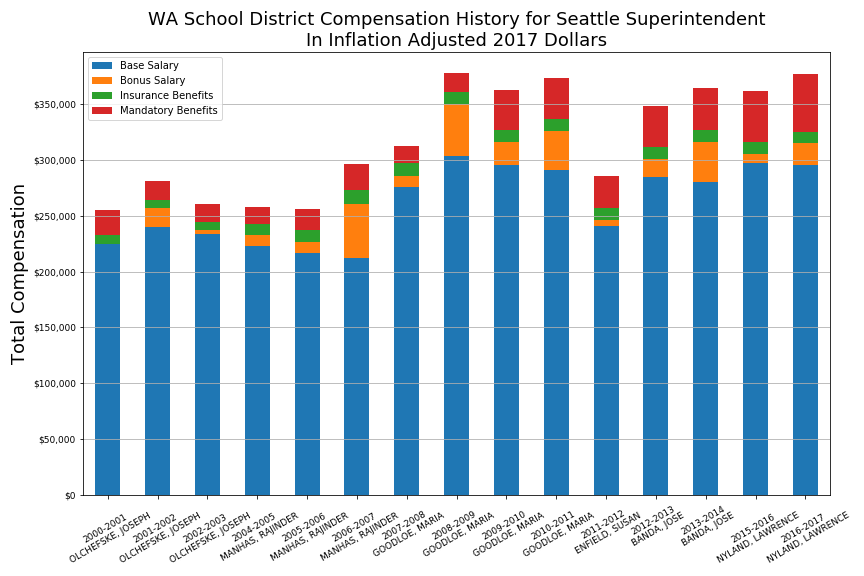 WA School District Compensation History for Seattle Superintendent
In Inflation Adjusted 2017 Dollars
Base Salary
Bonus Salary
Insurance Benefits
Mandatory Benefits
Total Compensation
$350,000
$300,000
$250,000
$200,000
$150,000
$100,000
$50,000
$0
2000-2001
OLCHEFSKE, JOSEPH
2001-2002
OLCHEFSKE, JOSEPH
2002-2003
OLCHEFSKE, JOSEPH
2004-2005
MANHAS, RAJINDER
2005-2006
MANHAS, RAJINDER
2006-2007
MANHAS, RAJINDER
2007-2008
GOODLOE, MARIA
2008-2009
GOODLOE, MARIA
2009-2010
GOODLOE, MARIA
2010-2011
GOODLOE, MARIA
2011-2012
ENFIELD, SUSAN
2012-2013
BANDA, JOSE
2013-2014
BANDA, JOSE
2015-2016
NYLAND, LAWRENCE
2016-2017
NYLAND, LAWRENCE